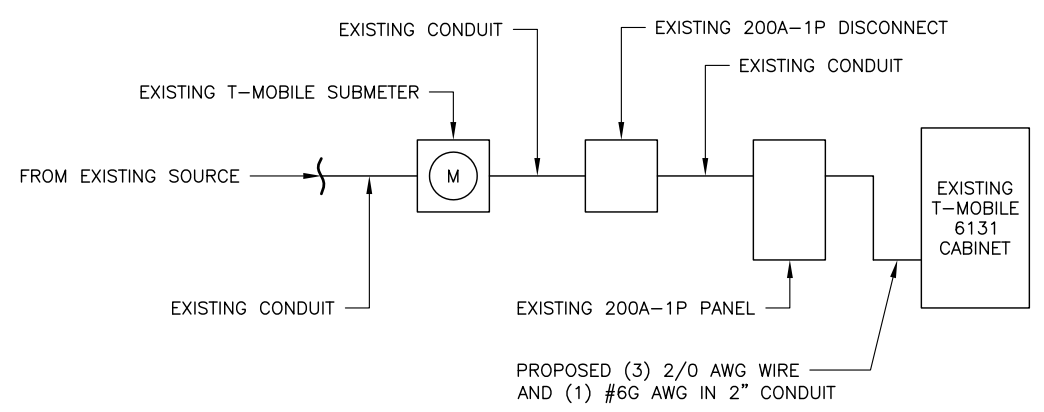 EXISTING CONDUIT
EXISTING 200A-1P DISCONNECT
EXISTING CONDUIT
EXISTING T-MOBILE SUBMETER
FROM EXISTING SOURCE
M
EXISTING
T-MOBILE
6131
CABINET
EXISTING CONDUIT
EXISTING 200A-1P PANEL
PROPOSED (3) 2/0 AWG WIRE
AND (1) #6G AWG IN 2" CONDUIT